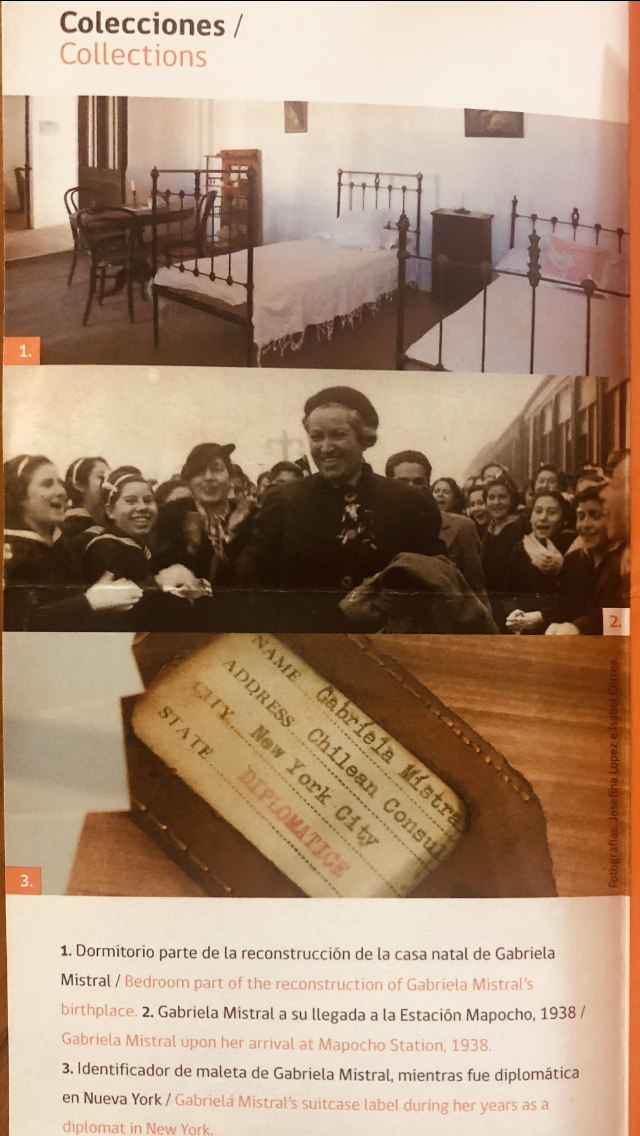 Colecciones /
Collections
1.
2.
NAME Gabriela Mistra
ADDRESS Chilean Consul
CITY New York City
STATE DIPLOMATIC
3.
Fotografías: Josefina López e Isabel Correa.
1. Dormitorio parte de la reconstrucción de la casa natal de Gabriela
Mistral / Bedroom part of the reconstruction of Gabriela Mistral's
birthplace. 2. Gabriela Mistral a su llegada a la Estación Mapocho, 1938 /
Gabriela Mistral upon her arrival at Mapocho Station, 1938.
3. Identificador de maleta de Gabriela Mistral, mientras fue diplomática
en Nueva York / Gabriela Mistral's suitcase label during her years as a
diplomat in New York.